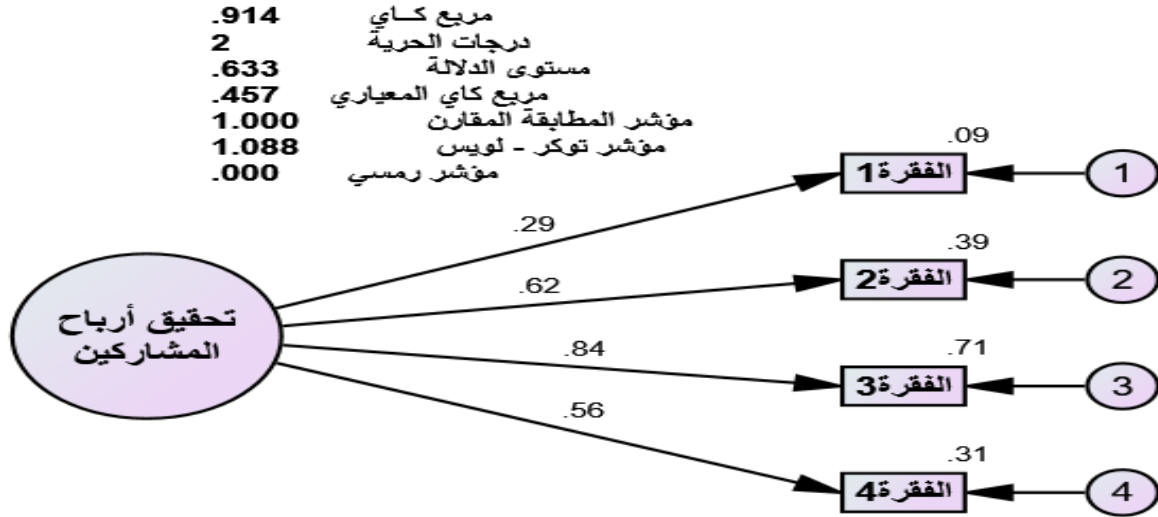 مربع كاي .914
درجات الحرية 2
مستوى الدلالة .633
مربع كاي المعياري .457
مؤشر المطابقة المقارن 1.000
مؤشر توكر - لويس 1.088
مؤشر رمسي .000
تحقيق أرباح
المشاركين
.29
.62
.84
.56
.09
الفقرة1
1
.39
الفقرة2
2
.71
الفقرة3
3
.31
الفقرة4
4